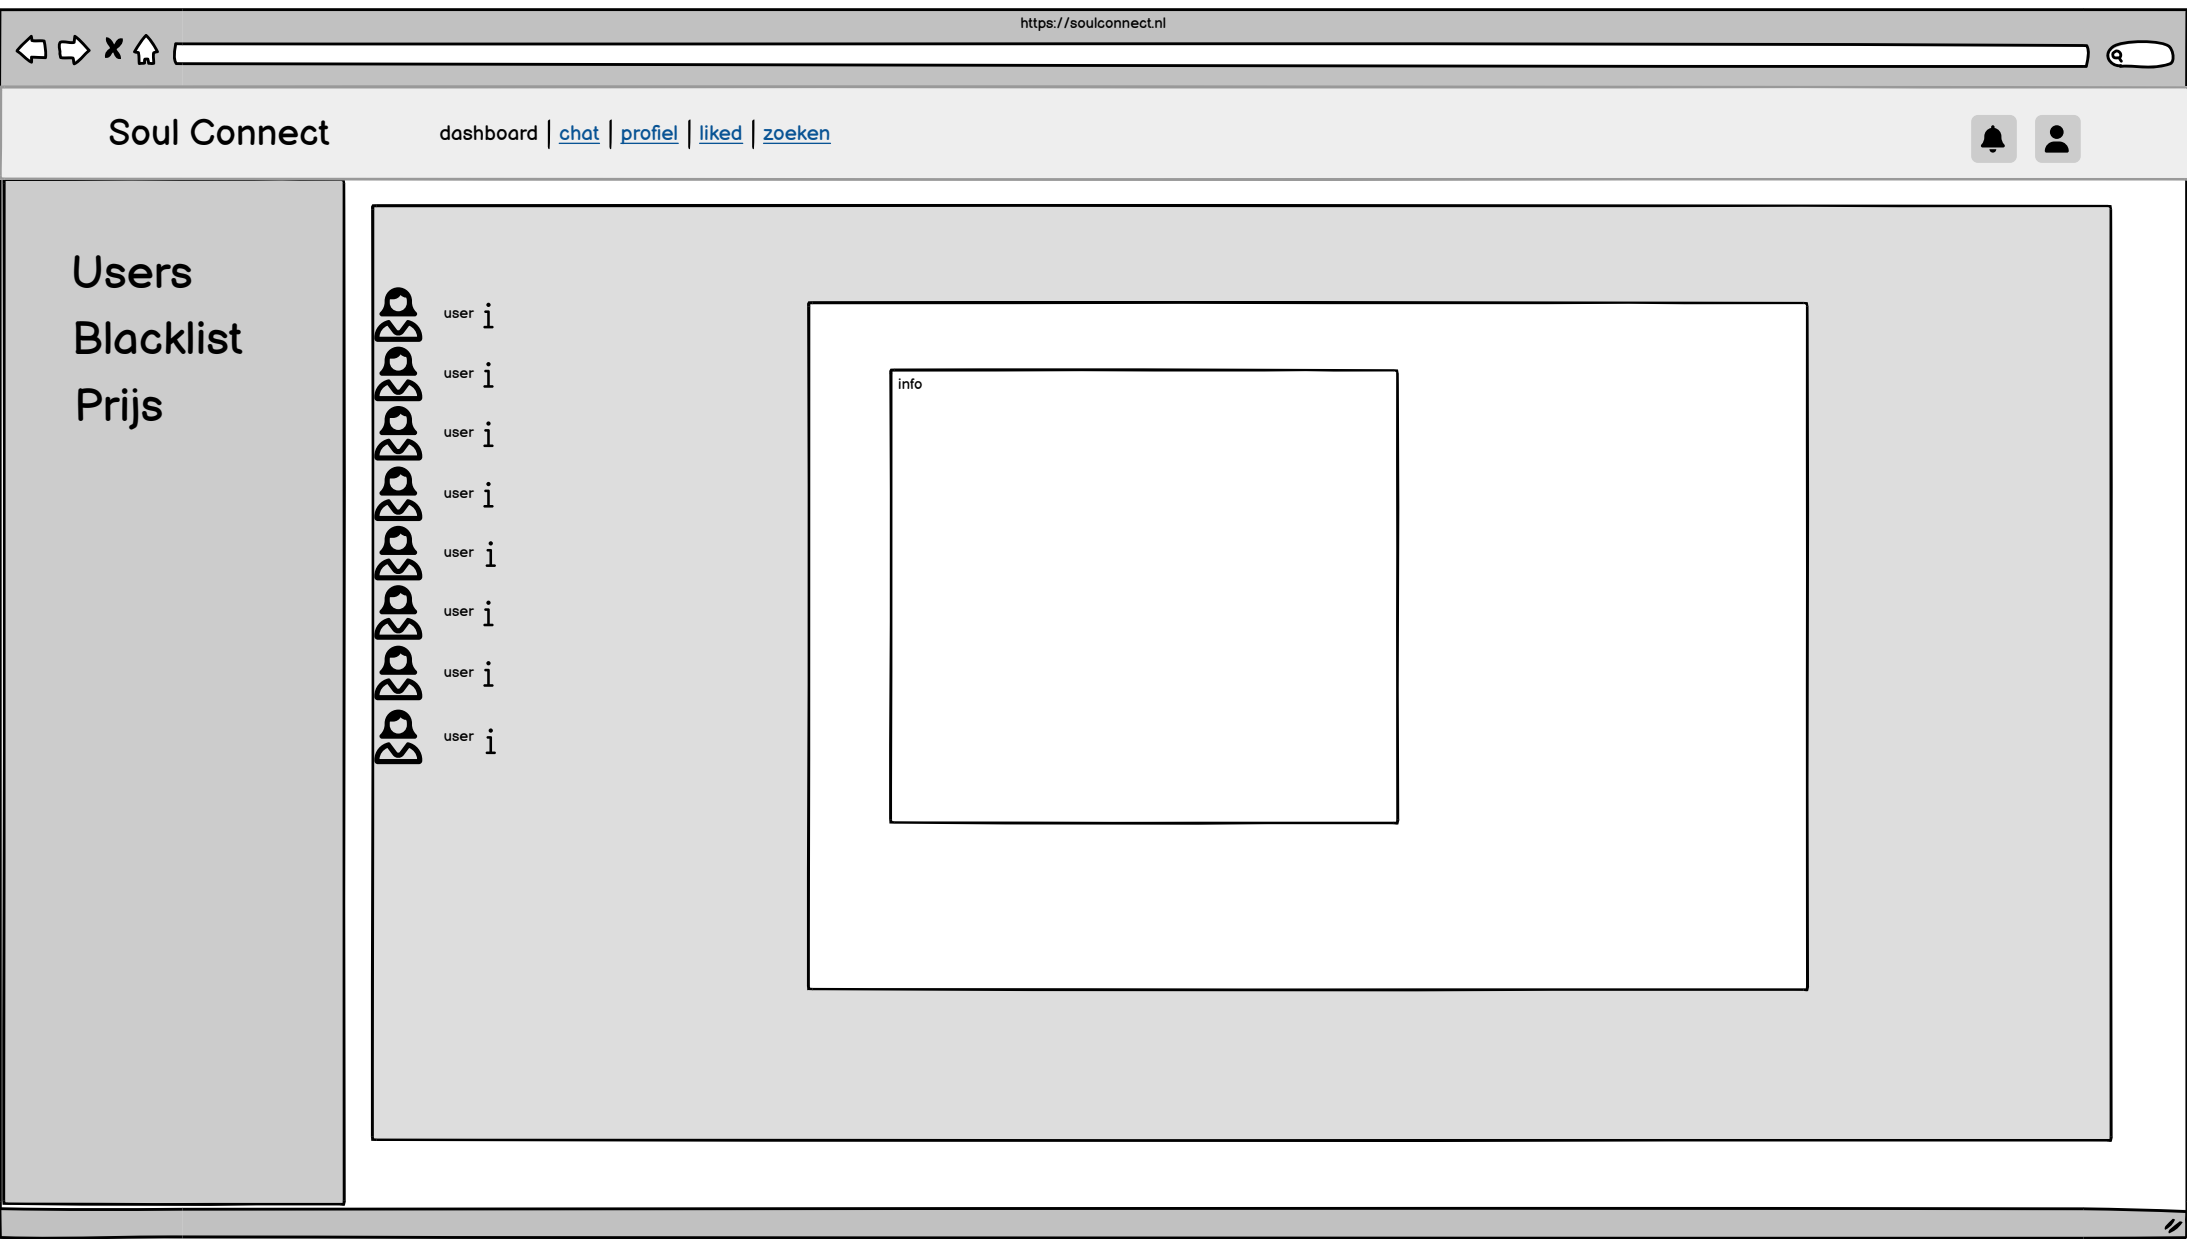 https://soulconnect.nl
Soul Connect
dashboard | chat | profiel | liked | zoeken
Users
Blacklist
Prijs
user i
user i
user i
user i
user i
user i
user i
user i
info